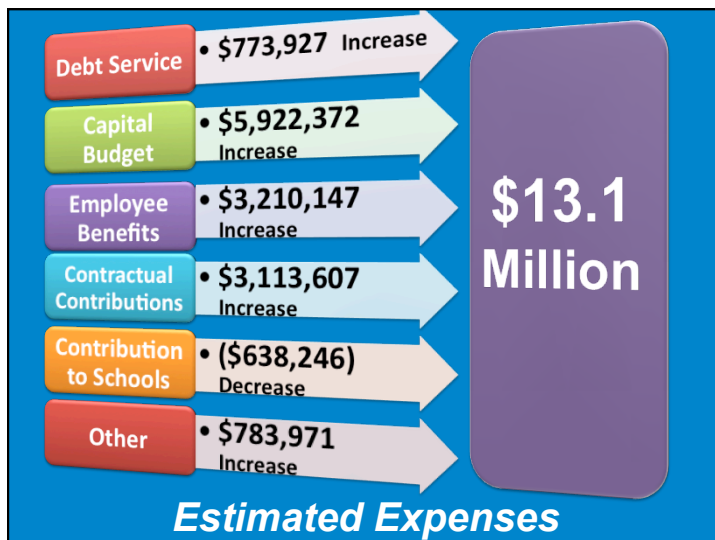 Debt Service
• $773,927 Increase
Capital
Budget
• $5,922,372
Increase
Employee
Benefits
• $3,210,147
Increase
Contractual
Contributions
• $3,113,607
Increase
Contribution
to Schools
• ($638,246)
Decrease
Other
• $783,971
Increase
$13.1
Million
Estimated Expenses